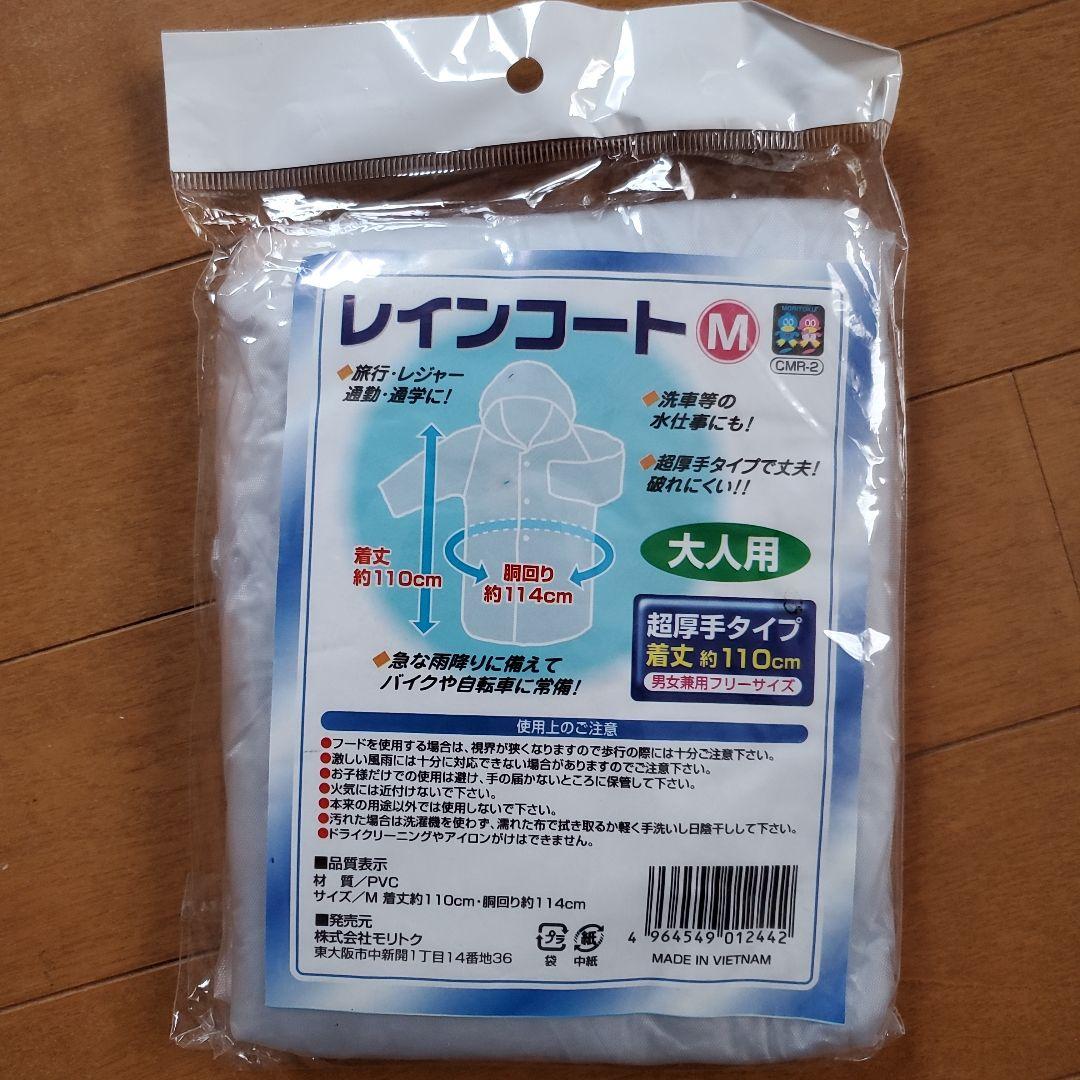 レインコート M
MORITOKU
CMR-2
◆旅行・レジャー
通勤・通学に!
◆洗車等の
水仕事にも!
◆超厚手タイプで丈夫!
破れにくい!!
着丈
約110cm
胴回り
約114cm
大人用
超厚手タイプ
着丈 約110cm
男女兼用フリーサイズ
◆急な雨降りに備えて
バイクや自転車に常備!
使用上のご注意
●フードを使用する場合は、視界が狭くなりますので歩行の際には十分ご注意下さい。
●激しい風雨には十分に対応できない場合がありますのでご注意下さい。
●お子様だけでの使用は避け、手の届かないところに保管して下さい。
●火気には近付けないで下さい。
●本来の用途以外では使用しないで下さい。
●汚れた場合は洗濯機を使わず、濡れた布で拭き取るか軽く手洗いし日陰干しして下さい。
●ドライクリーニングやアイロンがけはできません。
■品質表示
材 質/PVC
サイズ/M 着丈約110cm・胴回り約114cm
■発売元
株式会社モリトク
東大阪市中新開1丁目14番地36
プラ
袋
紙
中紙
4 964549 012442
MADE IN VIETNAM